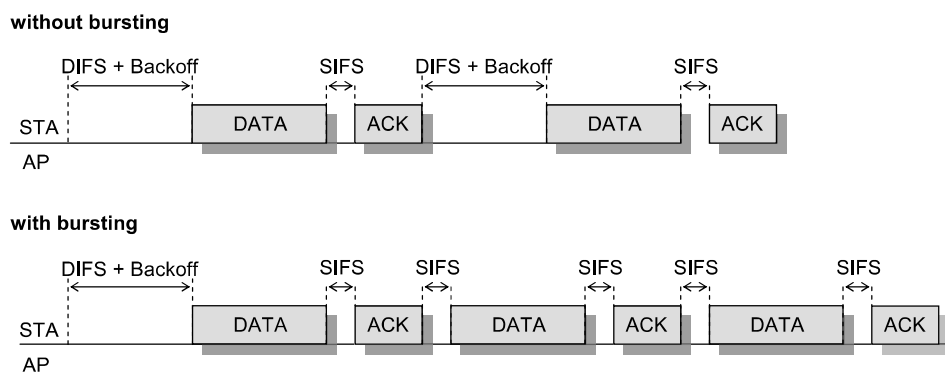 without bursting
DIFS + Backoff SIFS DIFS + Backoff SIFS
STA DATA ACK DATA ACK
AP
with bursting
DIFS + Backoff SIFS SIFS SIFS SIFS SIFS
STA DATA ACK DATA ACK DATA ACK
AP